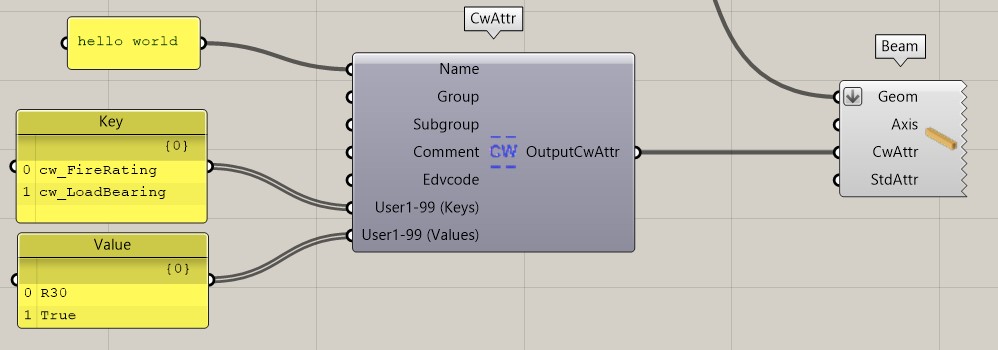 hello world
Key
{0}
0 cw_FireRating
1 cw_LoadBearing
Value
{0}
0 R30
1 True
CwAttr
Name
Group
Subgroup
Comment
Edvcode
User1-99 (Keys)
User1-99 (Values)
CW
OutputCwAttr
Beam
Geom
Axis
CwAttr
StdAttr